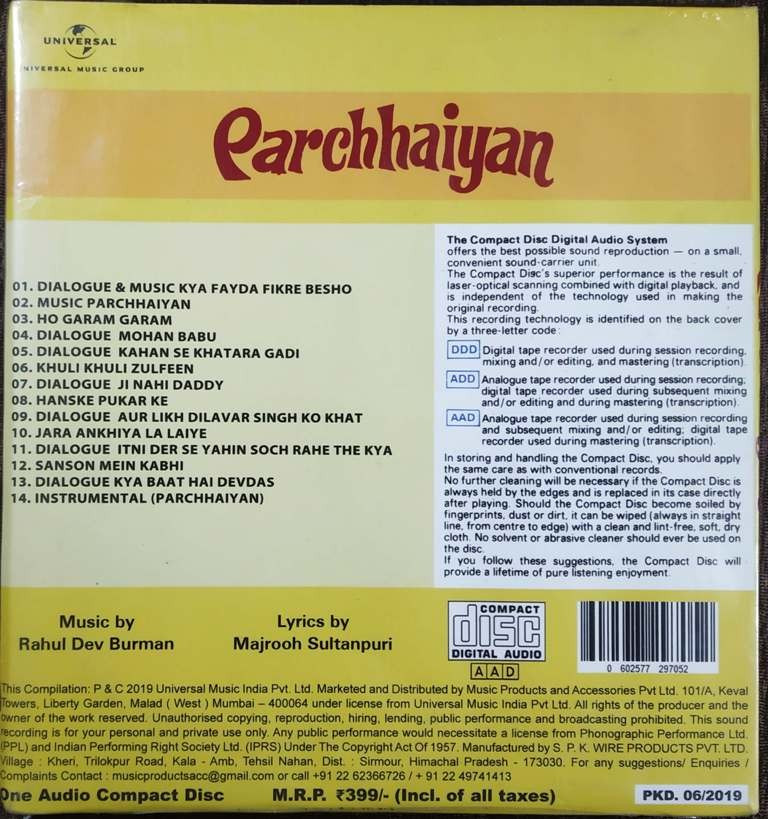 UNIVERSAL
NIVERSAL MUSIC GROUP
Parchhaiyan
01. DIALOGUE & MUSIC KYA FAYDA FIKRE BESHO
02. MUSIC PARCHHAIYAN
03. HO GARAM GARAM
04. DIALOGUE MOHAN BABU
05. DIALOGUE KAHAN SE KHATARA GADI
06. KHULI KHULI ZULFEEN
07. DIALOGUE JI NAHI DADDY
08. HANSKE PUKAR KE
09. DIALOGUE AUR LIKH DILAVAR SINGH KO KHAT
10. JARA ANKHIYA LA LAIYE
11. DIALOGUE ITNI DER SE YAHIN SOCH RAHE THE KYA
12. SANSON MEIN KABHI
13. DIALOGUE KYA BAAT HAI DEVDAS
14. INSTRUMENTAL (PARCHHAIYAN)
The Compact Disc Digital Audio System
offers the best possible sound reproduction — on a small,
convenient sound-carrier unit.
The Compact Disc's superior performance is the result of
laser-optical scanning combined with digital playback, and
is independent of the technology used in making the
original recording.
This recording technology is identified on the back cover
by a three-letter code:
DDD Digital tape recorder used during session recording,
mixing and/or editing, and mastering (transcription).
ADD Analogue tape recorder used during session recording;
digital tape recorder used during subsequent mixing
and/or editing and during mastering (transcription).
AAD Analogue tape recorder used during session recording
and subsequent mixing and/or editing; digital tape
recorder used during mastering (transcription).
In storing and handling the Compact Disc, you should apply
the same care as with conventional records.
No further cleaning will be necessary if the Compact Disc is
always held by the edges and is replaced in its case directly
after playing. Should the Compact Disc become soiled by
fingerprints, dust or dirt, it can be wiped (always in straight
line, from centre to edge) with a clean and lint-free, soft, dry
cloth. No solvent or abrasive cleaner should ever be used on
the disc.
If you follow these suggestions, the Compact Disc will
provide a lifetime of pure listening enjoyment.
Music by
Rahul Dev Burman
Lyrics by
Majrooh Sultanpuri
COMPACT
disc
DIGITAL AUDIO
AAD
0 602577 297052
This Compilation: P & C 2019 Universal Music India Pvt. Ltd. Marketed and Distributed by Music Products and Accessories Pvt Ltd. 101/A, Keval
Towers, Liberty Garden, Malad ( West ) Mumbai – 400064 under license from Universal Music India Pvt Ltd. All rights of the producer and the
owner of the work reserved. Unauthorised copying, reproduction, hiring, lending, public performance and broadcasting prohibited. This sound
recording is for your personal and private use only. Any public performance would necessitate a license from Phonographic Performance Ltd.
(PPL) and Indian Performing Right Society Ltd. (IPRS) Under The Copyright Act Of 1957. Manufactured by S. P. K. WIRE PRODUCTS PVT. LTD.
Village : Kheri, Trilokpur Road, Kala - Amb, Tehsil Nahan, Dist. : Sirmour, Himachal Pradesh - 173030. For any suggestions/ Enquiries /
Complaints Contact : musicproductsacc@gmail.com or call +91 22 62366726 / + 91 22 49741413
One Audio Compact Disc M.R.P. ₹399/- (Incl. of all taxes) PKD. 06/2019